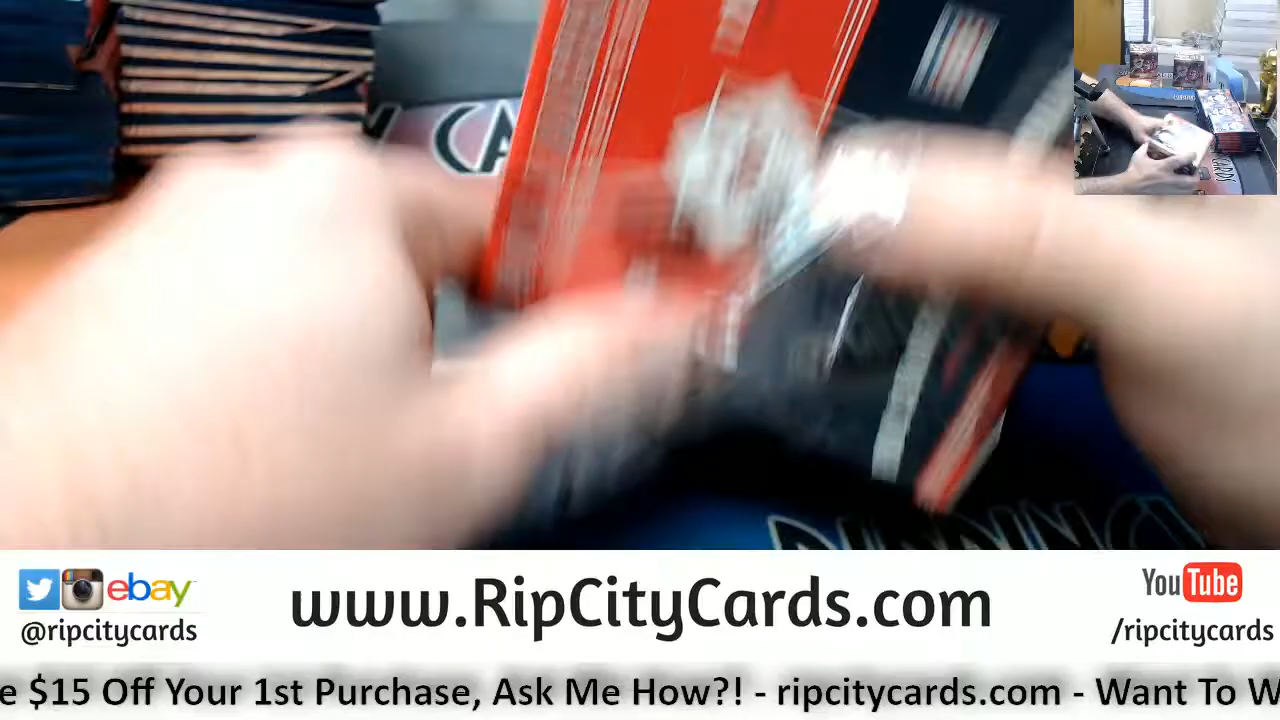 CA
ebay
@ripcitycards
www.RipCityCards.com
YouTube
/ripcitycards
e $15 Off Your 1st Purchase, Ask Me How?! - ripcitycards.com - Want To W